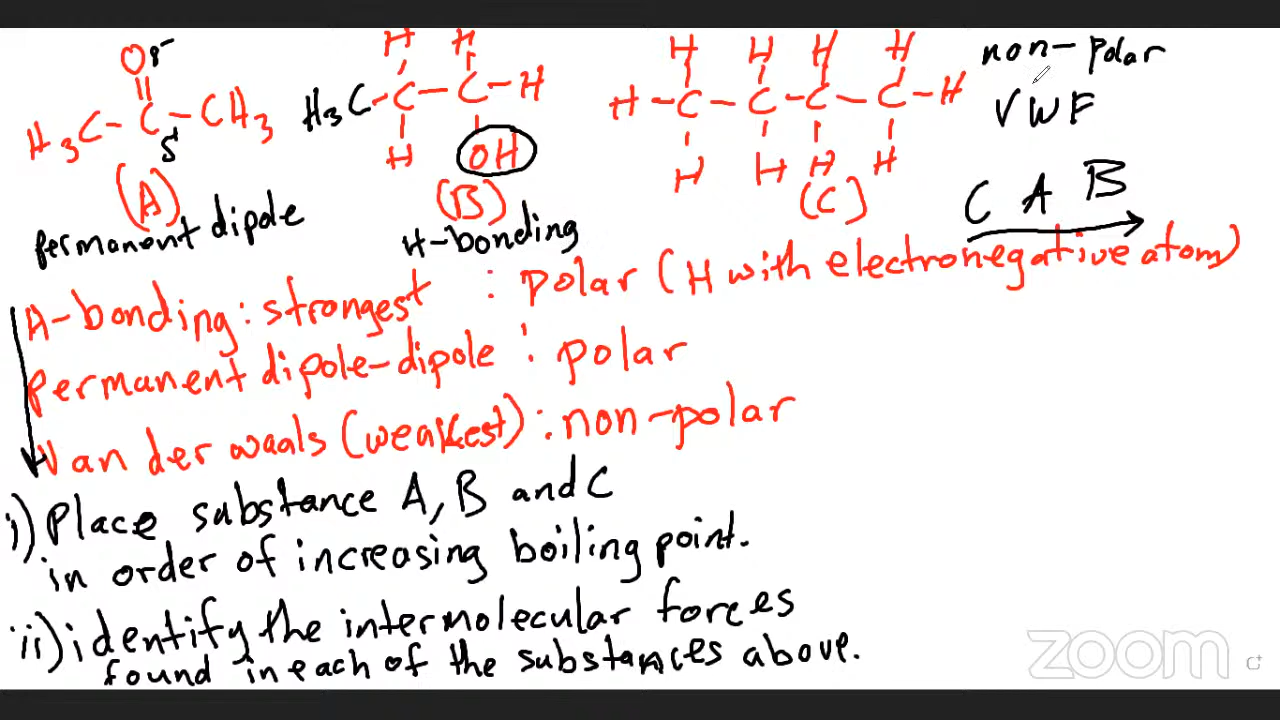 Oδ- H H H H H H non-polar
H3C - C - CH3 H3C - C - C - H H - C - C - C - C - H VWF
δ+ H OH H H H H
(A) (B) (C) C A B
permanent dipole H-bonding
H-bonding: strongest : polar (H with electronegative atom)
permanent dipole-dipole : polar
Van der waals (weakest) : non-polar
i) Place substance A, B and C
in order of increasing boiling point.
ii) identify the intermolecular forces
found in each of the substances above.
zoom